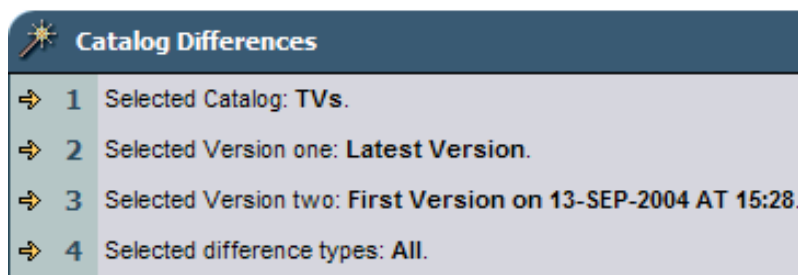 Catalog Differences
1 Selected Catalog: TVs.
2 Selected Version one: Latest Version.
3 Selected Version two: First Version on 13-SEP-2004 AT 15:28.
4 Selected difference types: All.